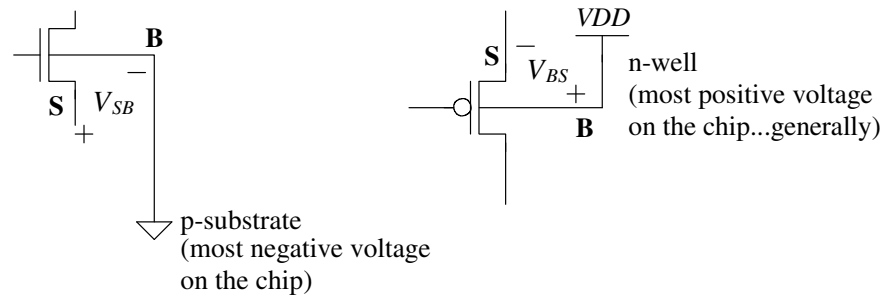 B
−
S
V_SB
+
p-substrate
(most negative voltage
on the chip)
VDD
S
−
V_BS
+
B
n-well
(most positive voltage
on the chip...generally)